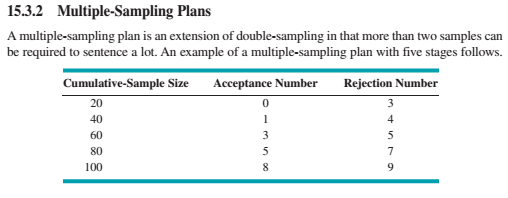 15.3.2 Multiple-Sampling Plans
A multiple-sampling plan is an extension of double-sampling in that more than two samples can
be required to sentence a lot. An example of a multiple-sampling plan with five stages follows.
Cumulative-Sample Size Acceptance Number Rejection Number
20 0 3
40 1 4
60 3 5
80 5 7
100 8 9